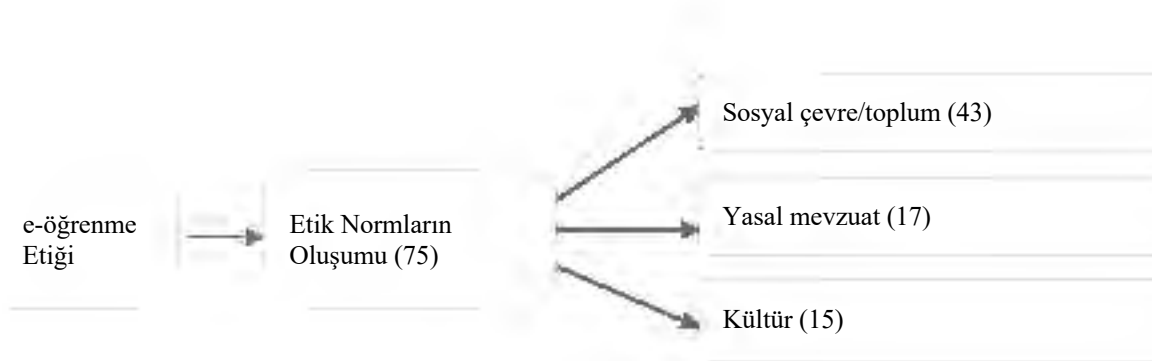 e-öğrenme
Etiği
Etik Normların
Oluşumu (75)
Sosyal çevre/toplum (43)
Yasal mevzuat (17)
Kültür (15)